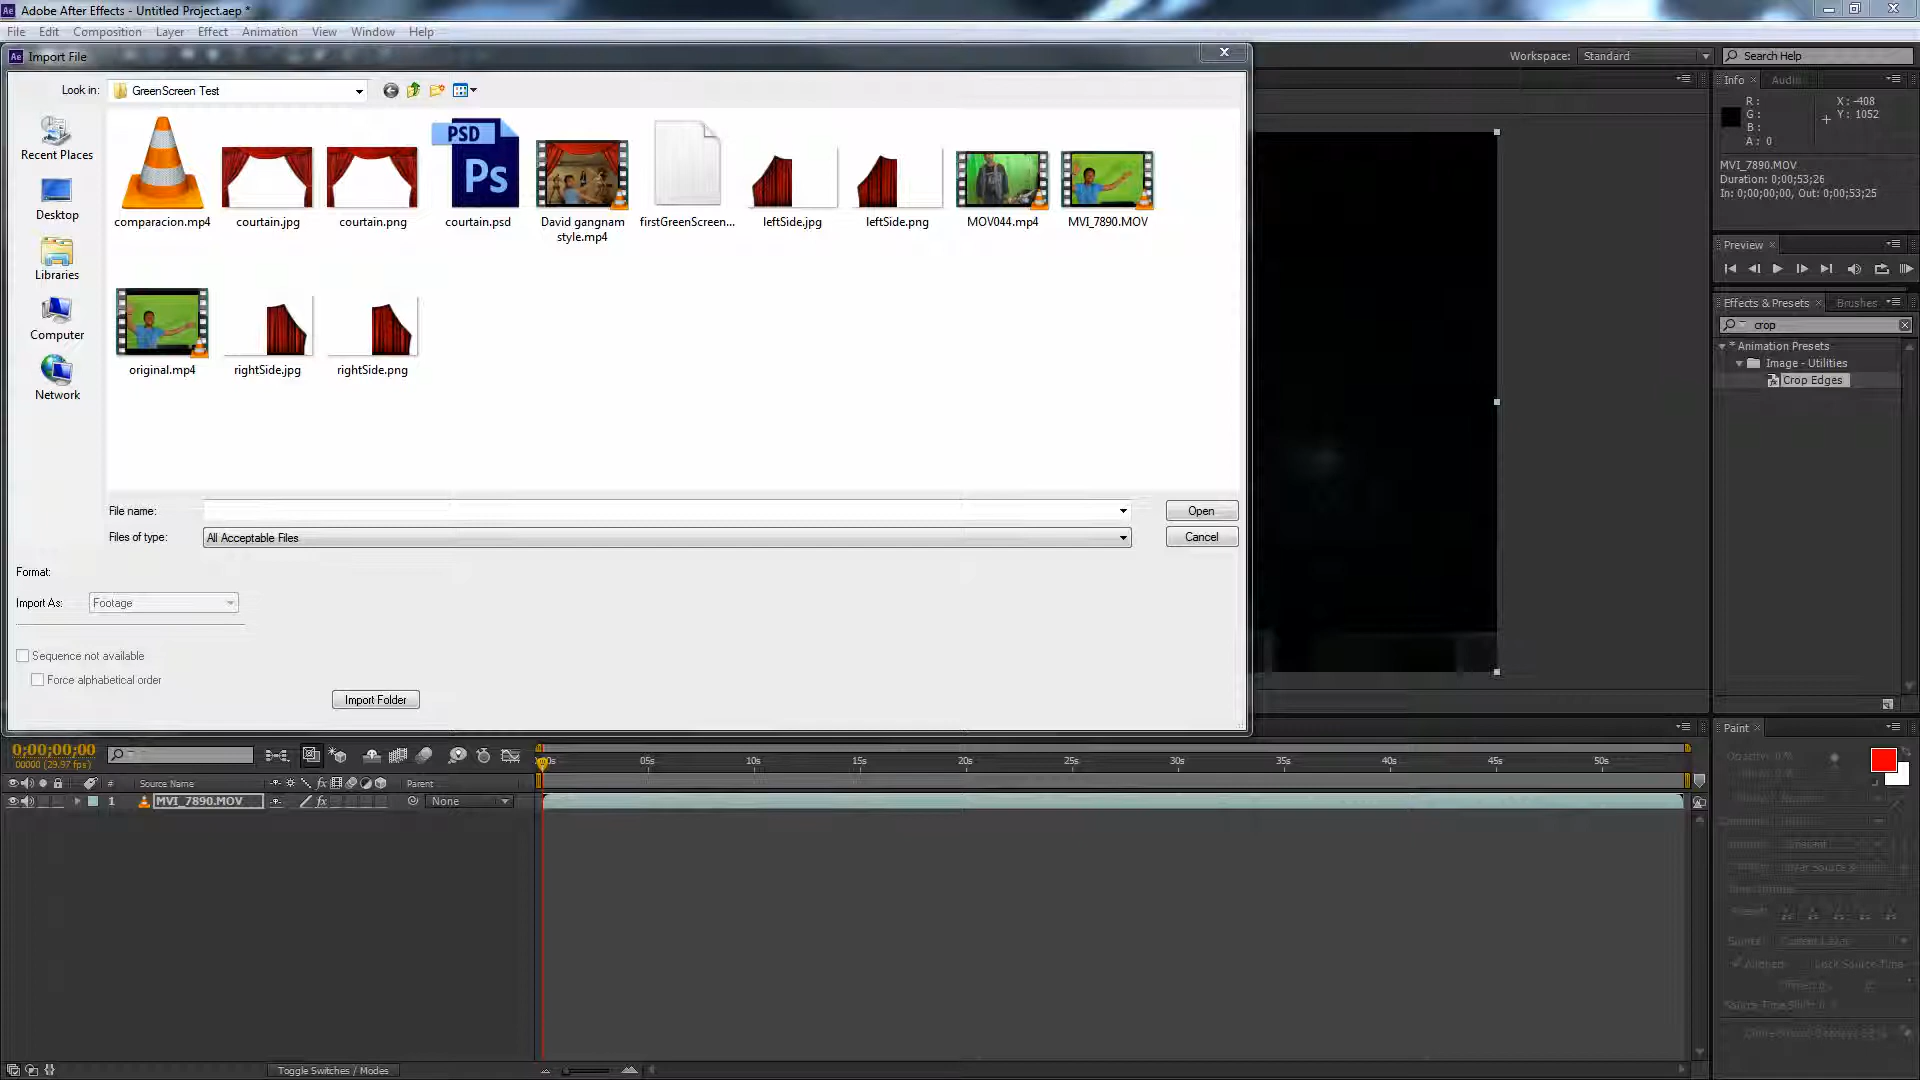 Adobe After Effects - Untitled Project.aep *
File Edit Composition Layer Effect Animation View Window Help
Workspace: Standard Search Help
Import File
Look in: GreenScreen Test
Recent Places
Desktop
Libraries
Computer
Network
comparacion.mp4 courtain.jpg courtain.png courtain.psd David gangnam style.mp4 firstGreenScreen... leftSide.jpg leftSide.png MOV044.mp4 MVI_7890.MOV
PSD
Ps
original.mp4 rightSide.jpg rightSide.png
File name: Open
Files of type: All Acceptable Files Cancel
Format:
Import As: Footage
Sequence not available
Force alphabetical order
Import Folder
Info Audio
R: X: -408
G: Y: 1052
B:
A: 0
MVI_7890.MOV
Duration: 0;00;53;26
In: 0;00;00;00, Out: 0;00;53;25
Preview
Effects & Presets Brushes
crop
* Animation Presets
Image - Utilities
Crop Edges
0;00;00;00
00000 (29.97 fps)
05s 10s 15s 20s 25s 30s 35s 40s 45s 50s
# Source Name Parent
1 MVI_7890.MOV None
Toggle Switches / Modes
Paint
Opacity: 0 %
Aligned Lock Source Time